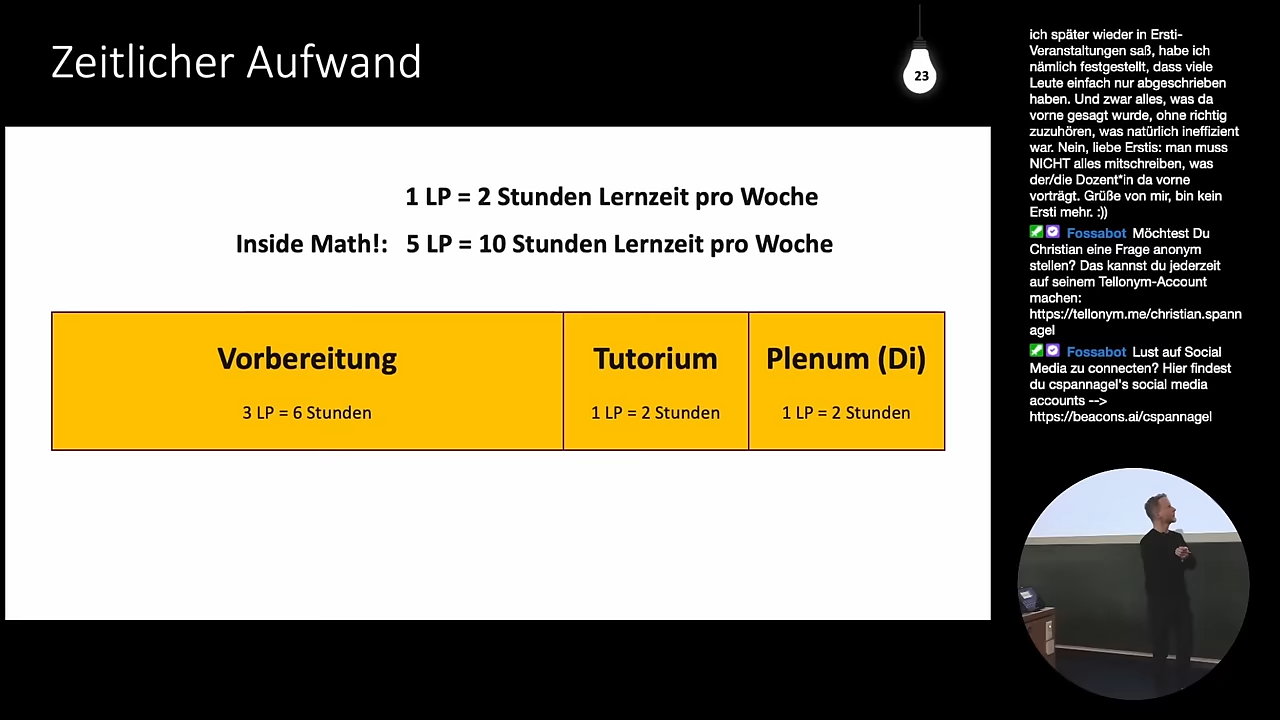 Zeitlicher Aufwand
23
1 LP = 2 Stunden Lernzeit pro Woche
Inside Math!: 5 LP = 10 Stunden Lernzeit pro Woche
Vorbereitung
3 LP = 6 Stunden
Tutorium
1 LP = 2 Stunden
Plenum (Di)
1 LP = 2 Stunden
ich später wieder in Ersti-
Veranstaltungen saß, habe ich
nämlich festgestellt, dass viele
Leute einfach nur abgeschrieben
haben. Und zwar alles, was da
vorne gesagt wurde, ohne richtig
zuzuhören, was natürlich ineffizient
war. Nein, liebe Erstis: man muss
NICHT alles mitschreiben, was
der/die Dozent*in da vorne
vorträgt. Grüße von mir, bin kein
Ersti mehr. :))
Fossabot Möchtest Du
Christian eine Frage anonym
stellen? Das kannst du jederzeit
auf seinem Tellonym-Account
machen:
https://tellonym.me/christian.spann
agel
Fossabot Lust auf Social
Media zu connecten? Hier findest
du cspannagel's social media
accounts -->
https://beacons.ai/cspannagel